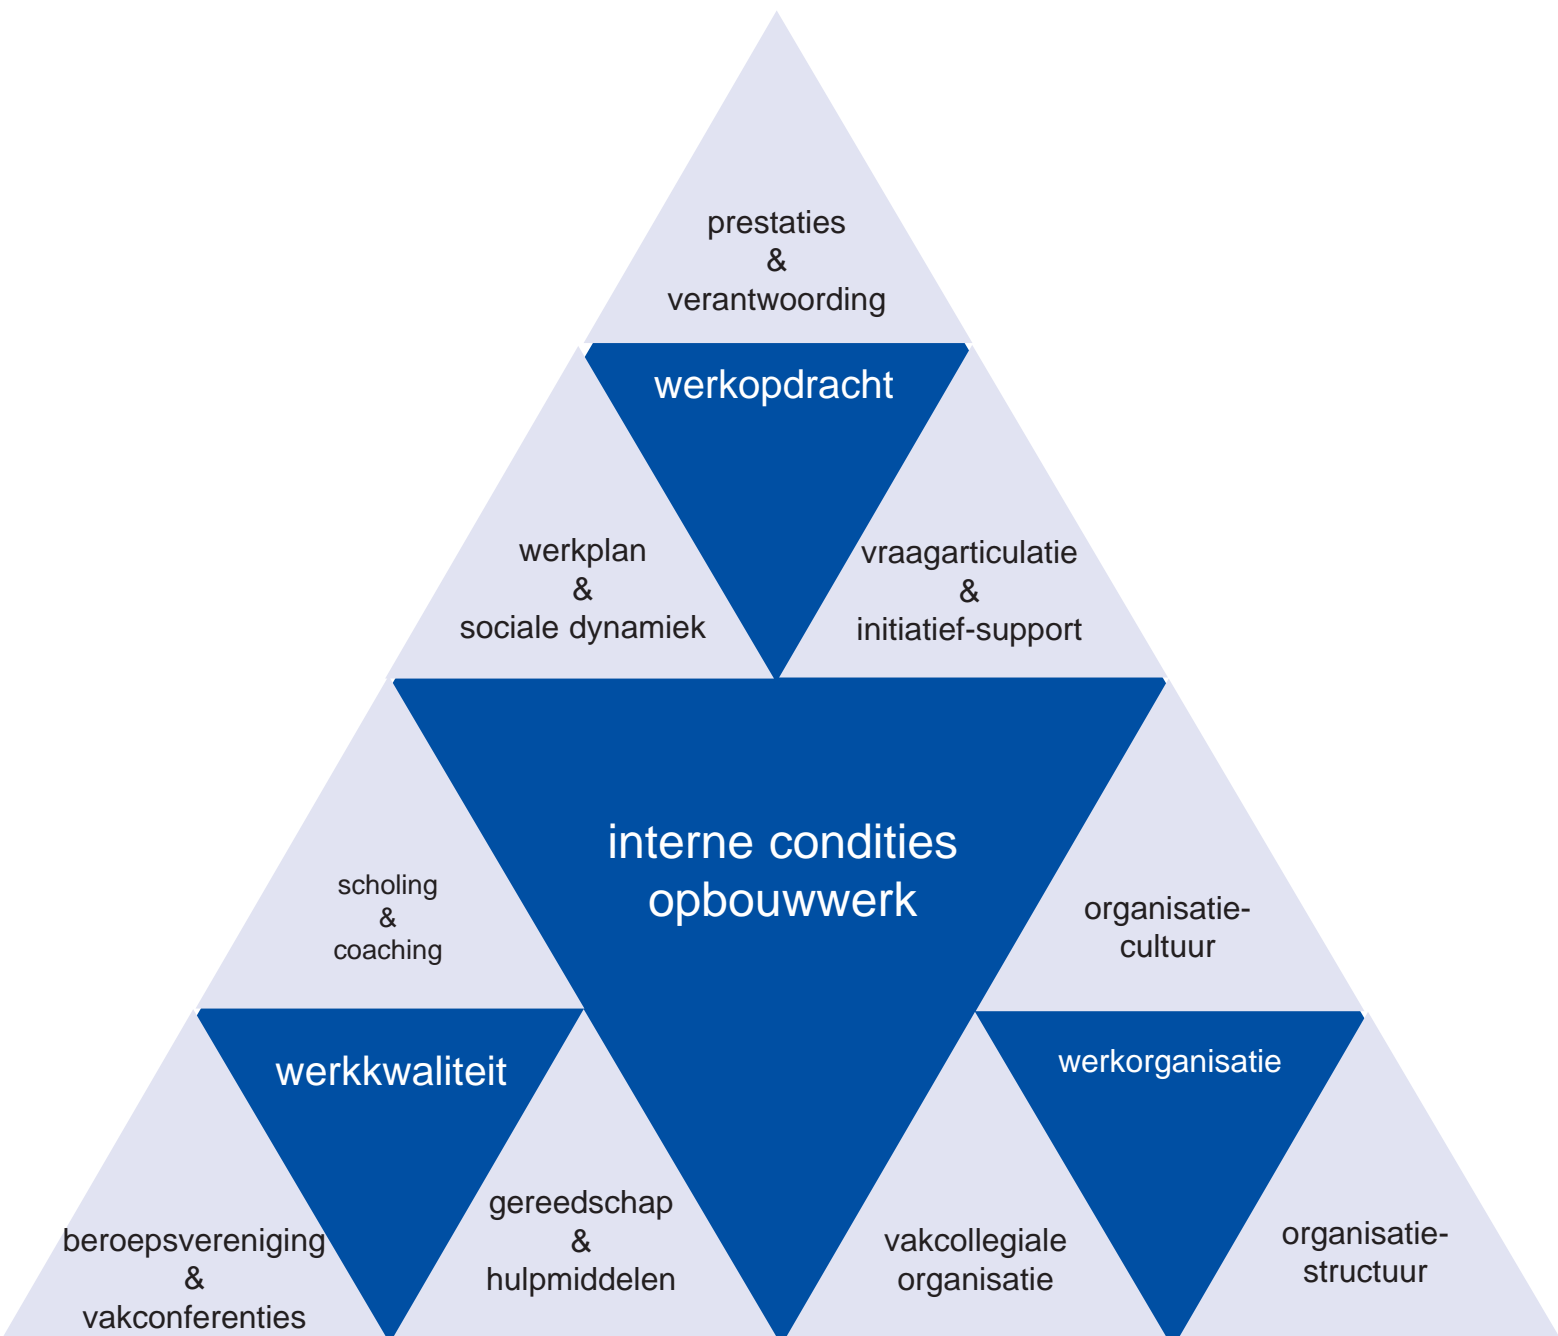 prestaties
&
verantwoording
werkopdracht
werkplan
&
sociale dynamiek
vraagarticulatie
&
initiatief-support
interne condities
opbouwwerk
scholing
&
coaching
organisatie-
cultuur
werkkwaliteit
werkorganisatie
beroepsvereniging
&
vakconferenties
gereedschap
&
hulpmiddelen
vakcollegiale
organisatie
organisatie-
structuur